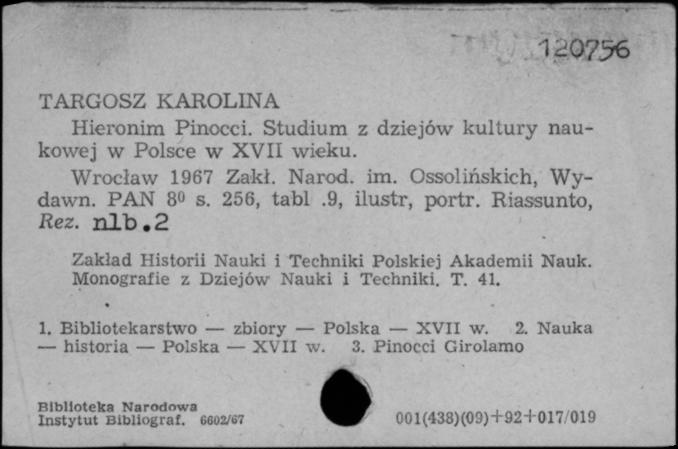 120756
TARGOSZ KAROLINA
Hieronim Pinocci. Studium z dziejów kultury nau-
kowej w Polsce w XVII wieku.
Wrocław 1967 Zakł. Narod. im. Ossolińskich, Wy-
dawn. PAN 8⁰ s. 256, tabl .9, ilustr, portr. Riassunto,
Rez. nlb.2
Zakład Historii Nauki i Techniki Polskiej Akademii Nauk.
Monografie z Dziejów Nauki i Techniki. T. 41.
1. Bibliotekarstwo — zbiory — Polska — XVII w. 2. Nauka
— historia — Polska — XVII w. 3. Pinocci Girolamo
Biblioteka Narodowa
Instytut Bibliograf. 6602/67
001(438)(09)+92+017/019